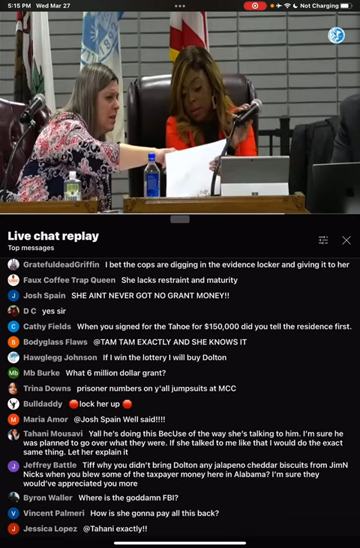 5:15 PM Wed Mar 27
Not Charging
Live chat replay
Top messages
GratefuldeadGriffin I bet the cops are digging in the evidence locker and giving it to her
Faux Coffee Trap Queen She lacks restraint and maturity
J Josh Spain SHE AINT NEVER GOT NO GRANT MONEY!!
D C yes sir
C Cathy Fields When you signed for the Tahoe for $150,000 did you tell the residence first.
B Bodyglass Flaws @TAM TAM EXACTLY AND SHE KNOWS IT
Hawglegg Johnson If I win the lottery I will buy Dolton
Mb Mb Burke What 6 million dollar grant?
Trina Downs prisoner numbers on y'all jumpsuits at MCC
Bulldaddy 🛑lock her up 🛑
M Maria Amor @Josh Spain Well said!!!!
Tahani Mousavi Yall he's doing this BecUse of the way she's talking to him. I'm sure he
was planned to go over what they were. If she talked to me like that I would do the exact
same thing. Let her explain it
Jeffrey Battle Tiff why you didn't bring Dolton any jalapeno cheddar biscuits from JimN
Nicks when you blew some of the taxpayer money here in Alabama? I'm sure they
would've appreciated you more
Byron Waller Where is the goddamn FBI?
V Vincent Palmeri How is she gonna pay all this back?
J Jessica Lopez @Tahani exactly!!